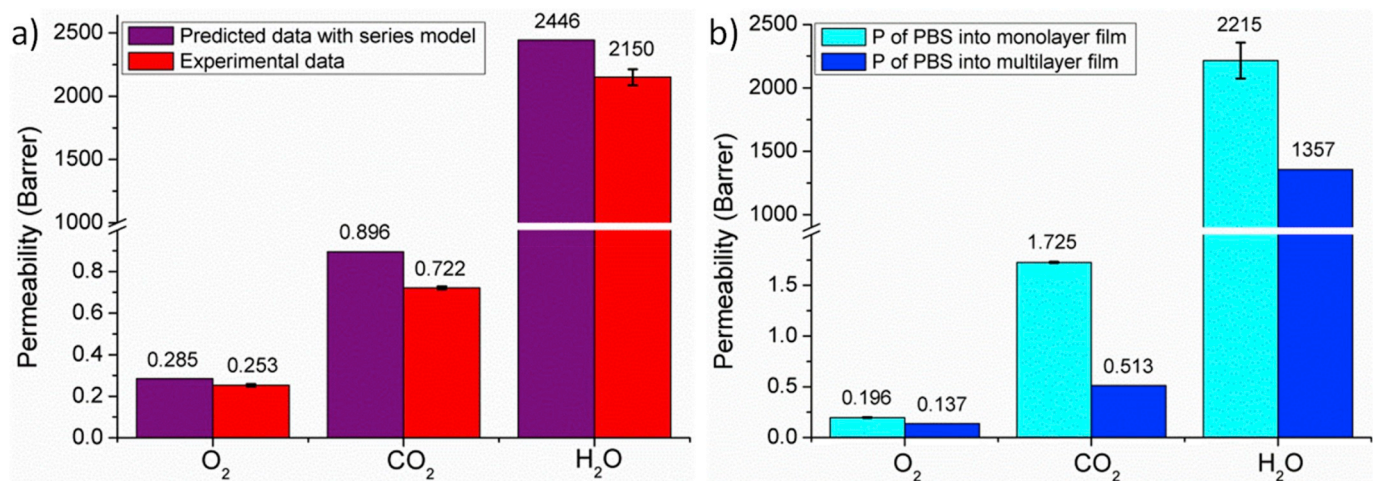 a)
Predicted data with series model
Experimental data
Permeability (Barrer)
2500
2000
1500
1000
0.8
0.6
0.4
0.2
0.0
0.285
0.253
0.896
0.722
2446
2150
O₂
CO₂
H₂O
b)
P of PBS into monolayer film
P of PBS into multilayer film
Permeability (Barrer)
2500
2000
1500
1000
1.5
1.0
0.5
0.0
0.196
0.137
1.725
0.513
2215
1357
O₂
CO₂
H₂O